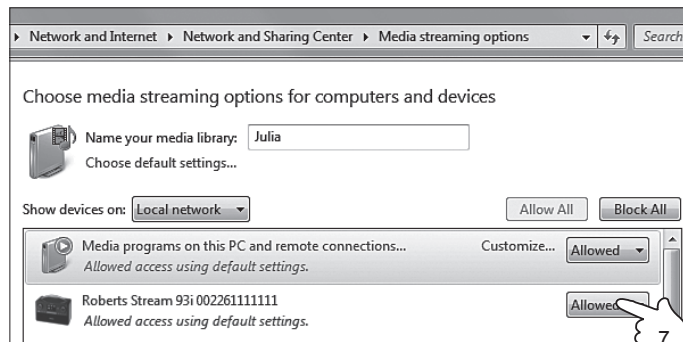 Network and Internet Network and Sharing Center Media streaming options Search
Choose media streaming options for computers and devices
Name your media library: Julia
Choose default settings...
Show devices on: Local network Allow All Block All
Media programs on this PC and remote connections... Customize... Allowed
Allowed access using default settings.
Roberts Stream 93i 002261111111 Allowed
Allowed access using default settings.
7